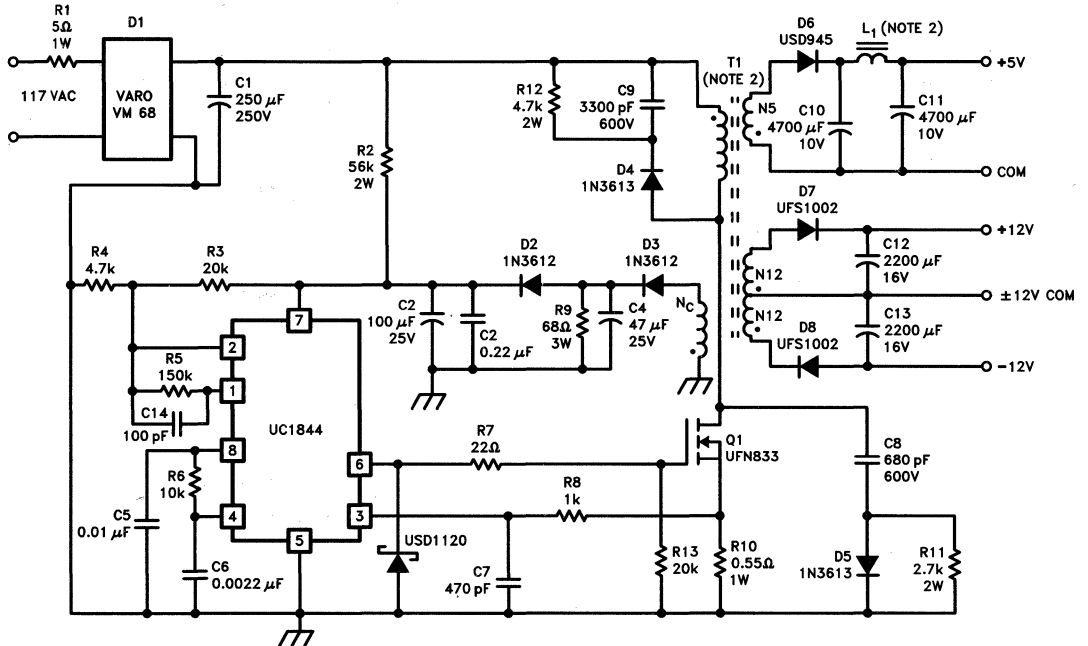 R1
5Ω
1W
D1
117 VAC
VARO
VM 68
C1
250 μF
250V
R2
56k
2W
R12
4.7k
2W
C9
3300 pF
600V
D4
1N3613
T1
(NOTE 2)
N5
D6
USD945
L1 (NOTE 2)
C10
4700 μF
10V
C11
4700 μF
10V
+5V
COM
D7
UFS1002
N12
N12
C12
2200 μF
16V
C13
2200 μF
16V
D8
UFS1002
+12V
±12V COM
-12V
R4
4.7k
R3
20k
D2
1N3612
D3
1N3612
NC
C2
100 μF
25V
C2
0.22 μF
R9
68Ω
3W
C4
47 μF
25V
7
2
R5
150k
1
C14
100 pF
UC1844
8
R6
10k
4
5
6
3
C5
0.01 μF
C6
0.0022 μF
R7
22Ω
USD1120
R8
1k
C7
470 pF
Q1
UFN833
R13
20k
R10
0.55Ω
1W
C8
680 pF
600V
D5
1N3613
R11
2.7k
2W